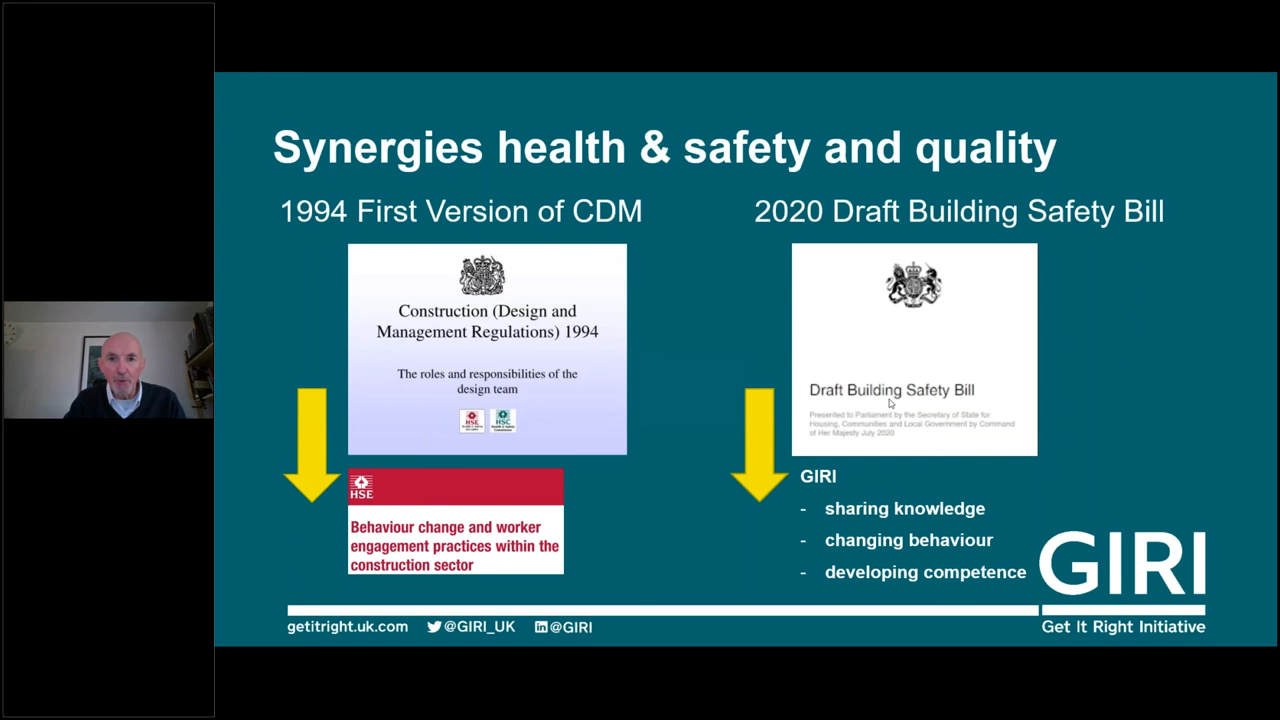 Synergies health & safety and quality
1994 First Version of CDM
Construction (Design and
Management Regulations) 1994
The roles and responsibilities of the
design team
HSE
HSC
HSE
Behaviour change and worker
engagement practices within the
construction sector
2020 Draft Building Safety Bill
Draft Building Safety Bill
Presented to Parliament by the Secretary of State for
Housing, Communities and Local Government by Command
of Her Majesty July 2020
GIRI
- sharing knowledge
- changing behaviour
- developing competence
GIRI
Get It Right Initiative
getitright.uk.com @GIRI_UK @GIRI